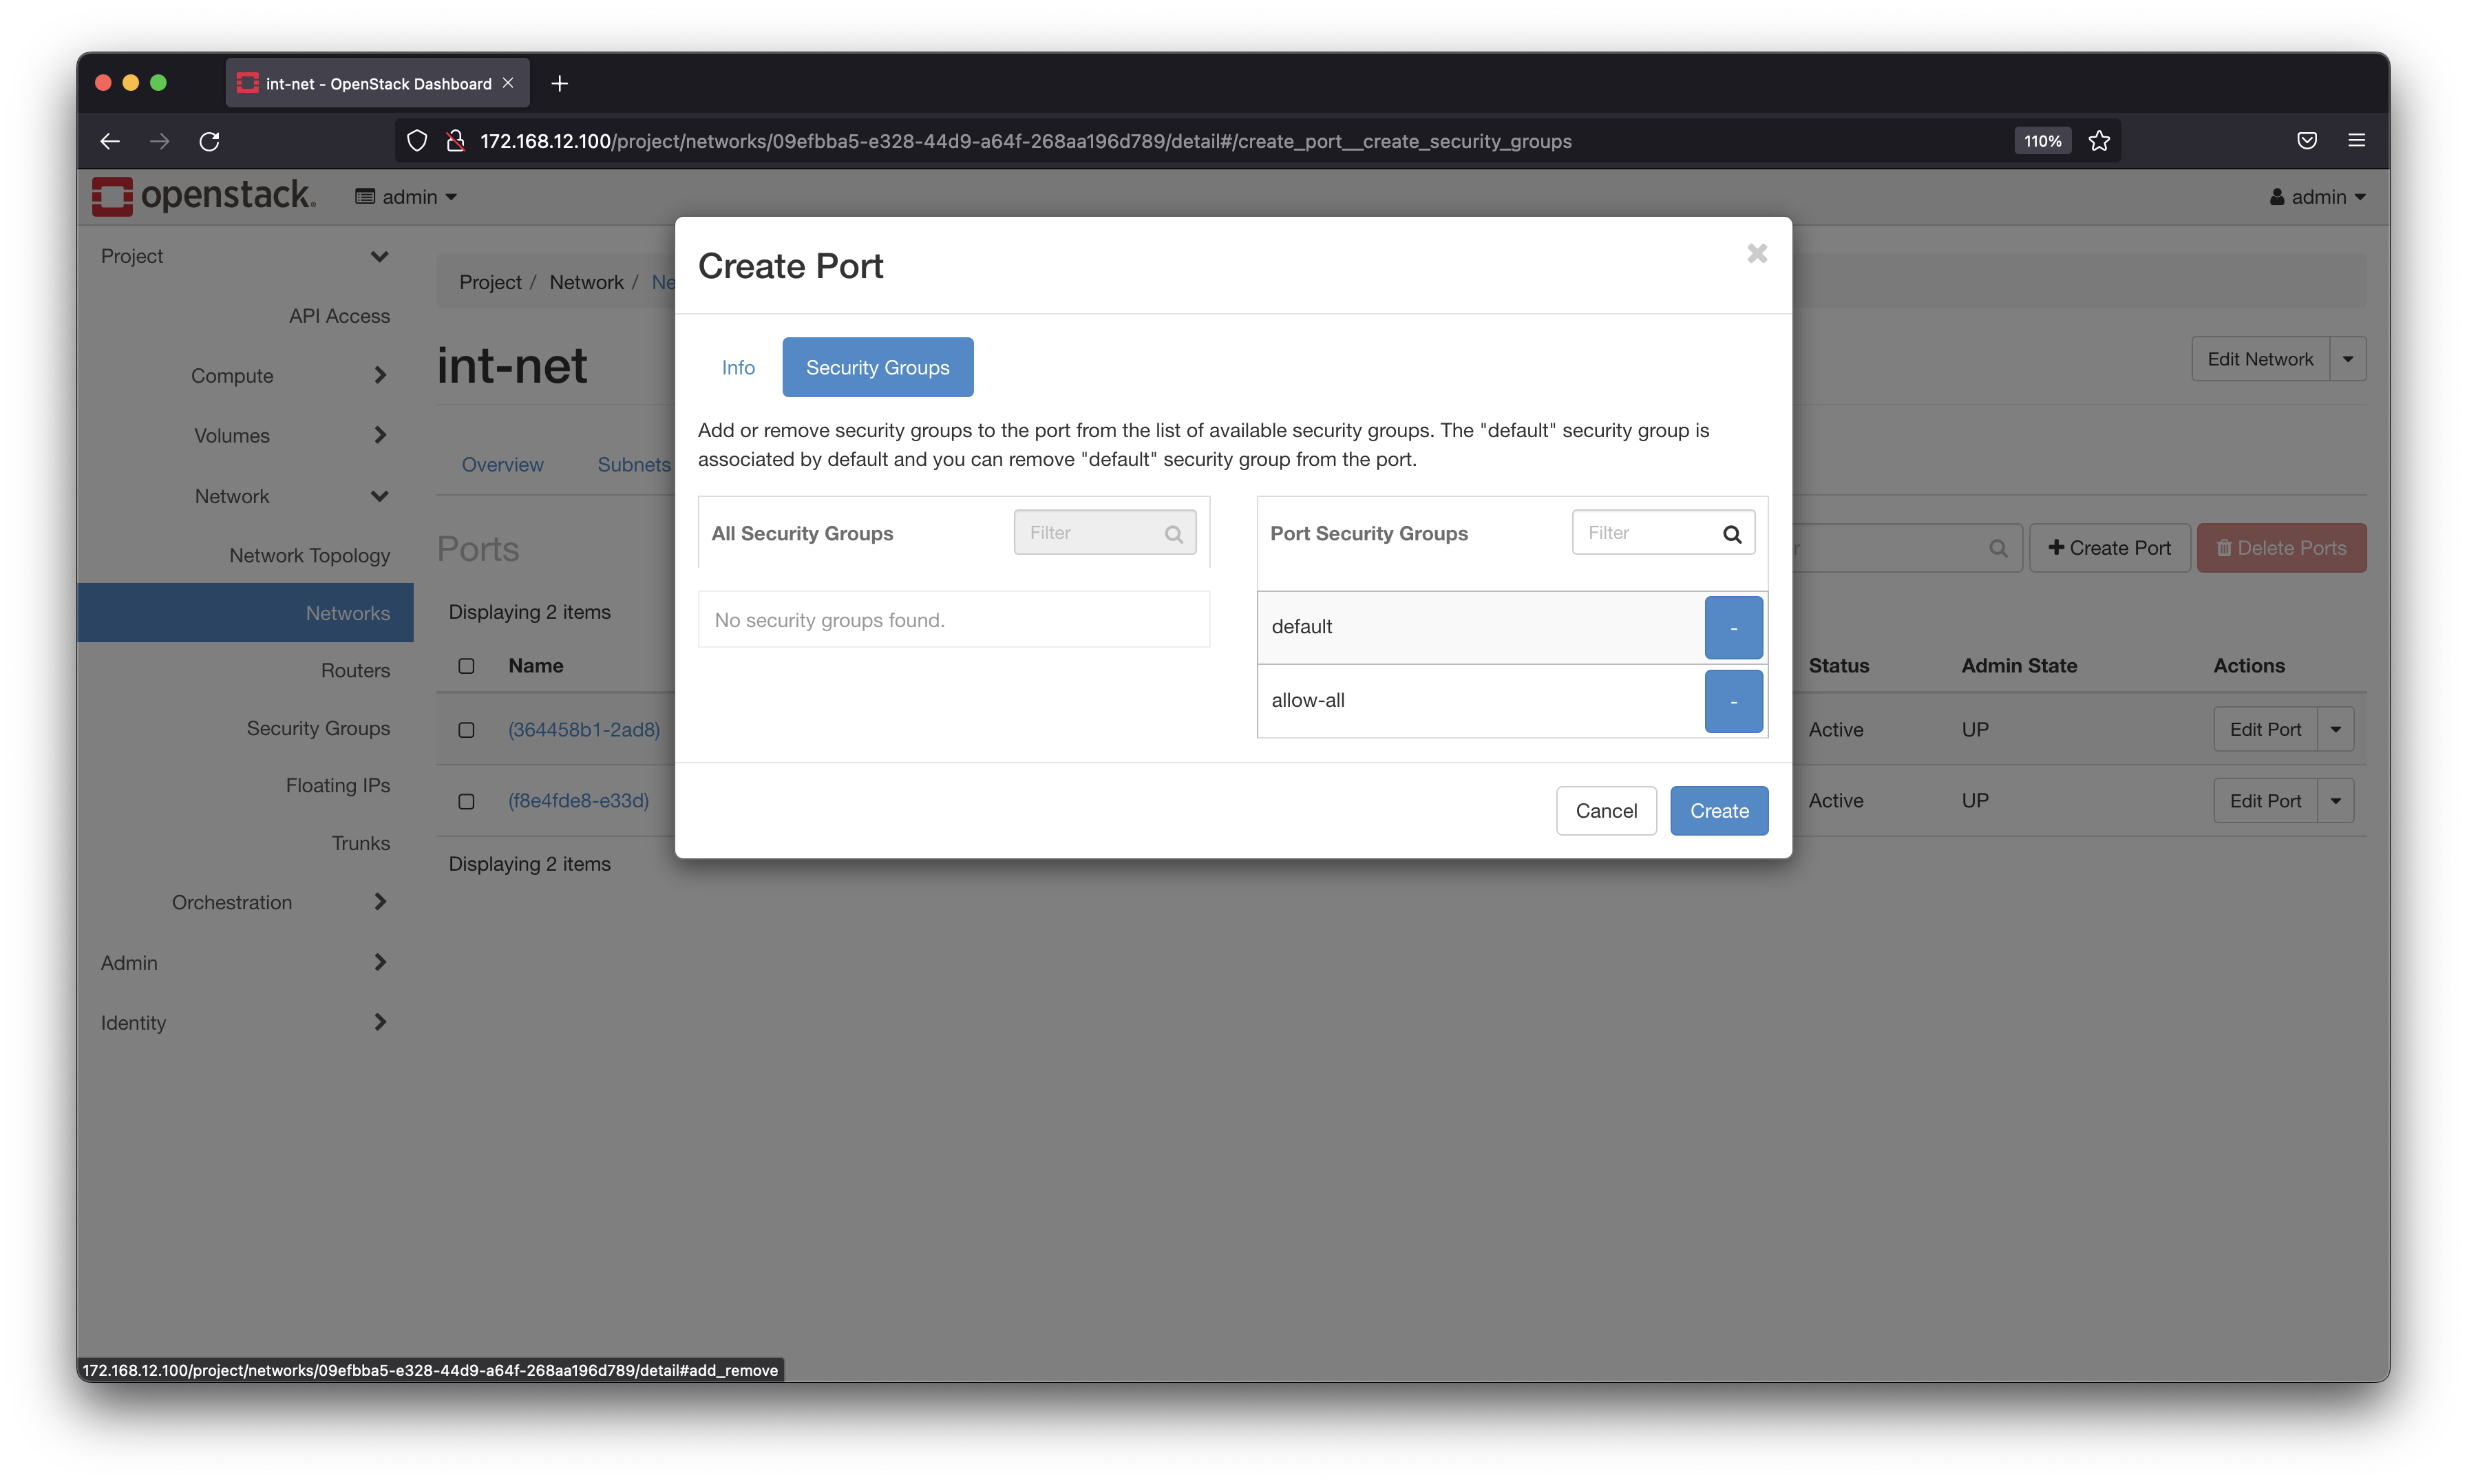 int-net - OpenStack Dashboard
172.168.12.100/project/networks/09efbba5-e328-44d9-a64f-268aa196d789/detail#/create_port__create_security_groups
110%
openstack.
admin
admin
Project
API Access
Compute
Volumes
Network
Network Topology
Networks
Routers
Security Groups
Floating IPs
Trunks
Orchestration
Admin
Identity
Project / Network / Ne
int-net
Edit Network
Overview
Subnets
Ports
Create Port
Delete Ports
Displaying 2 items
Name
Status
Admin State
Actions
(364458b1-2ad8)
Active
UP
Edit Port
(f8e4fde8-e33d)
Active
UP
Edit Port
Displaying 2 items
Create Port
Info
Security Groups
Add or remove security groups to the port from the list of available security groups. The "default" security group is
associated by default and you can remove "default" security group from the port.
All Security Groups
Filter
No security groups found.
Port Security Groups
Filter
default
-
allow-all
-
Cancel
Create
172.168.12.100/project/networks/09efbba5-e328-44d9-a64f-268aa196d789/detail#add_remove